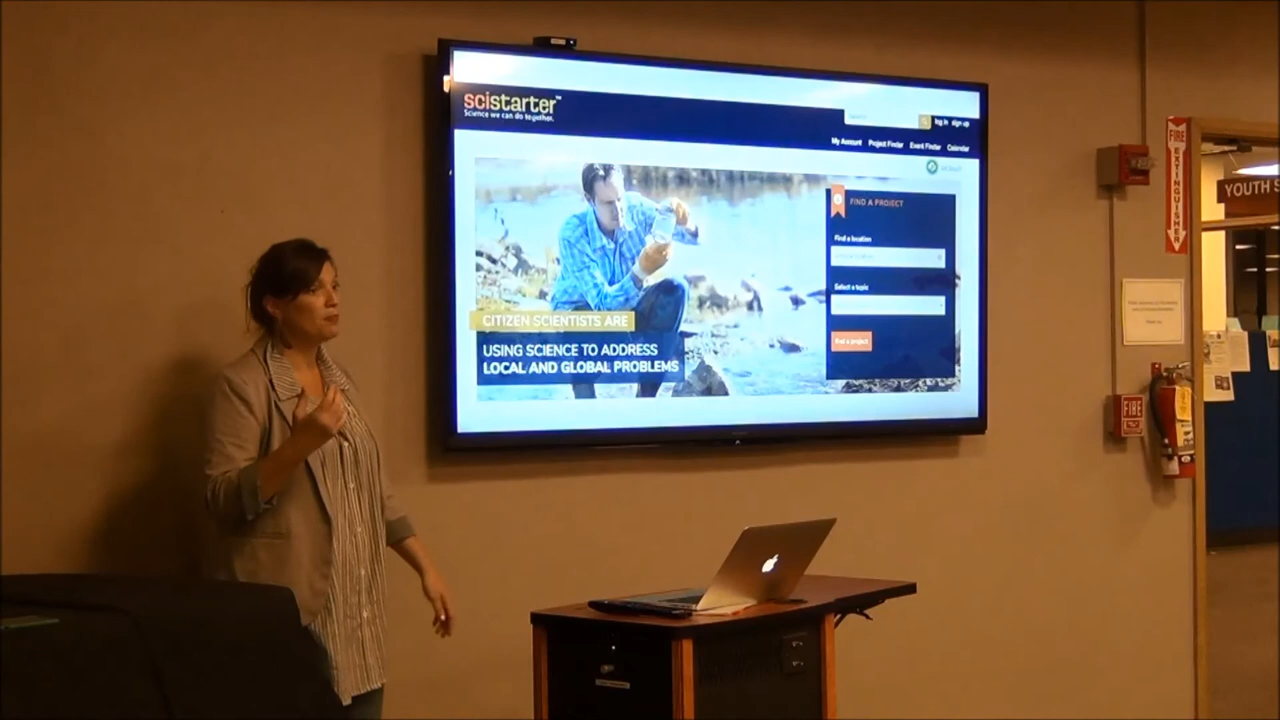 scistarter™
Science we can do together.
log in sign up
My Account Project Finder Event Finder Calendar
FIND A PROJECT
Find a location
Select a topic
Find a project
CITIZEN SCIENTISTS ARE
USING SCIENCE TO ADDRESS
LOCAL AND GLOBAL PROBLEMS
FIRE
EXTINGUISHER
YOUTH S
FIRE